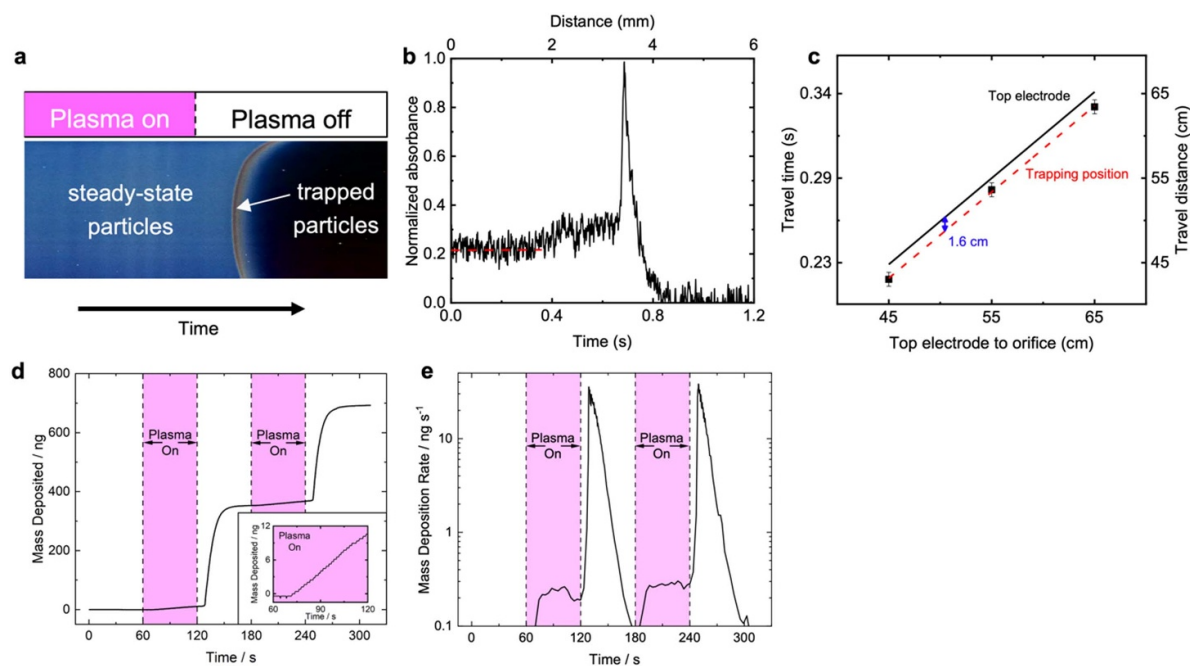 a
Plasma on
Plasma off
steady-state
particles
trapped
particles
Time
b
Distance (mm)
0 2 4 6
Normalized absorbance
1.0
0.8
0.6
0.4
0.2
0.0
0.0 0.4 0.8 1.2
Time (s)
c
Travel time (s)
0.34
0.29
0.23
Top electrode
Trapping position
1.6 cm
65
60
55
50
45
Travel distance (cm)
45 55 65
Top electrode to orifice (cm)
d
Mass Deposited / ng
800
600
400
200
0
Plasma
On
Plasma
On
Mass Deposited / ng
12
6
0
Plasma
On
60 90 120
Time / s
0 60 120 180 240 300
Time / s
e
Mass Deposition Rate / ng s⁻¹
10
1
0.1
Plasma
On
Plasma
On
0 60 120 180 240 300
Time / s